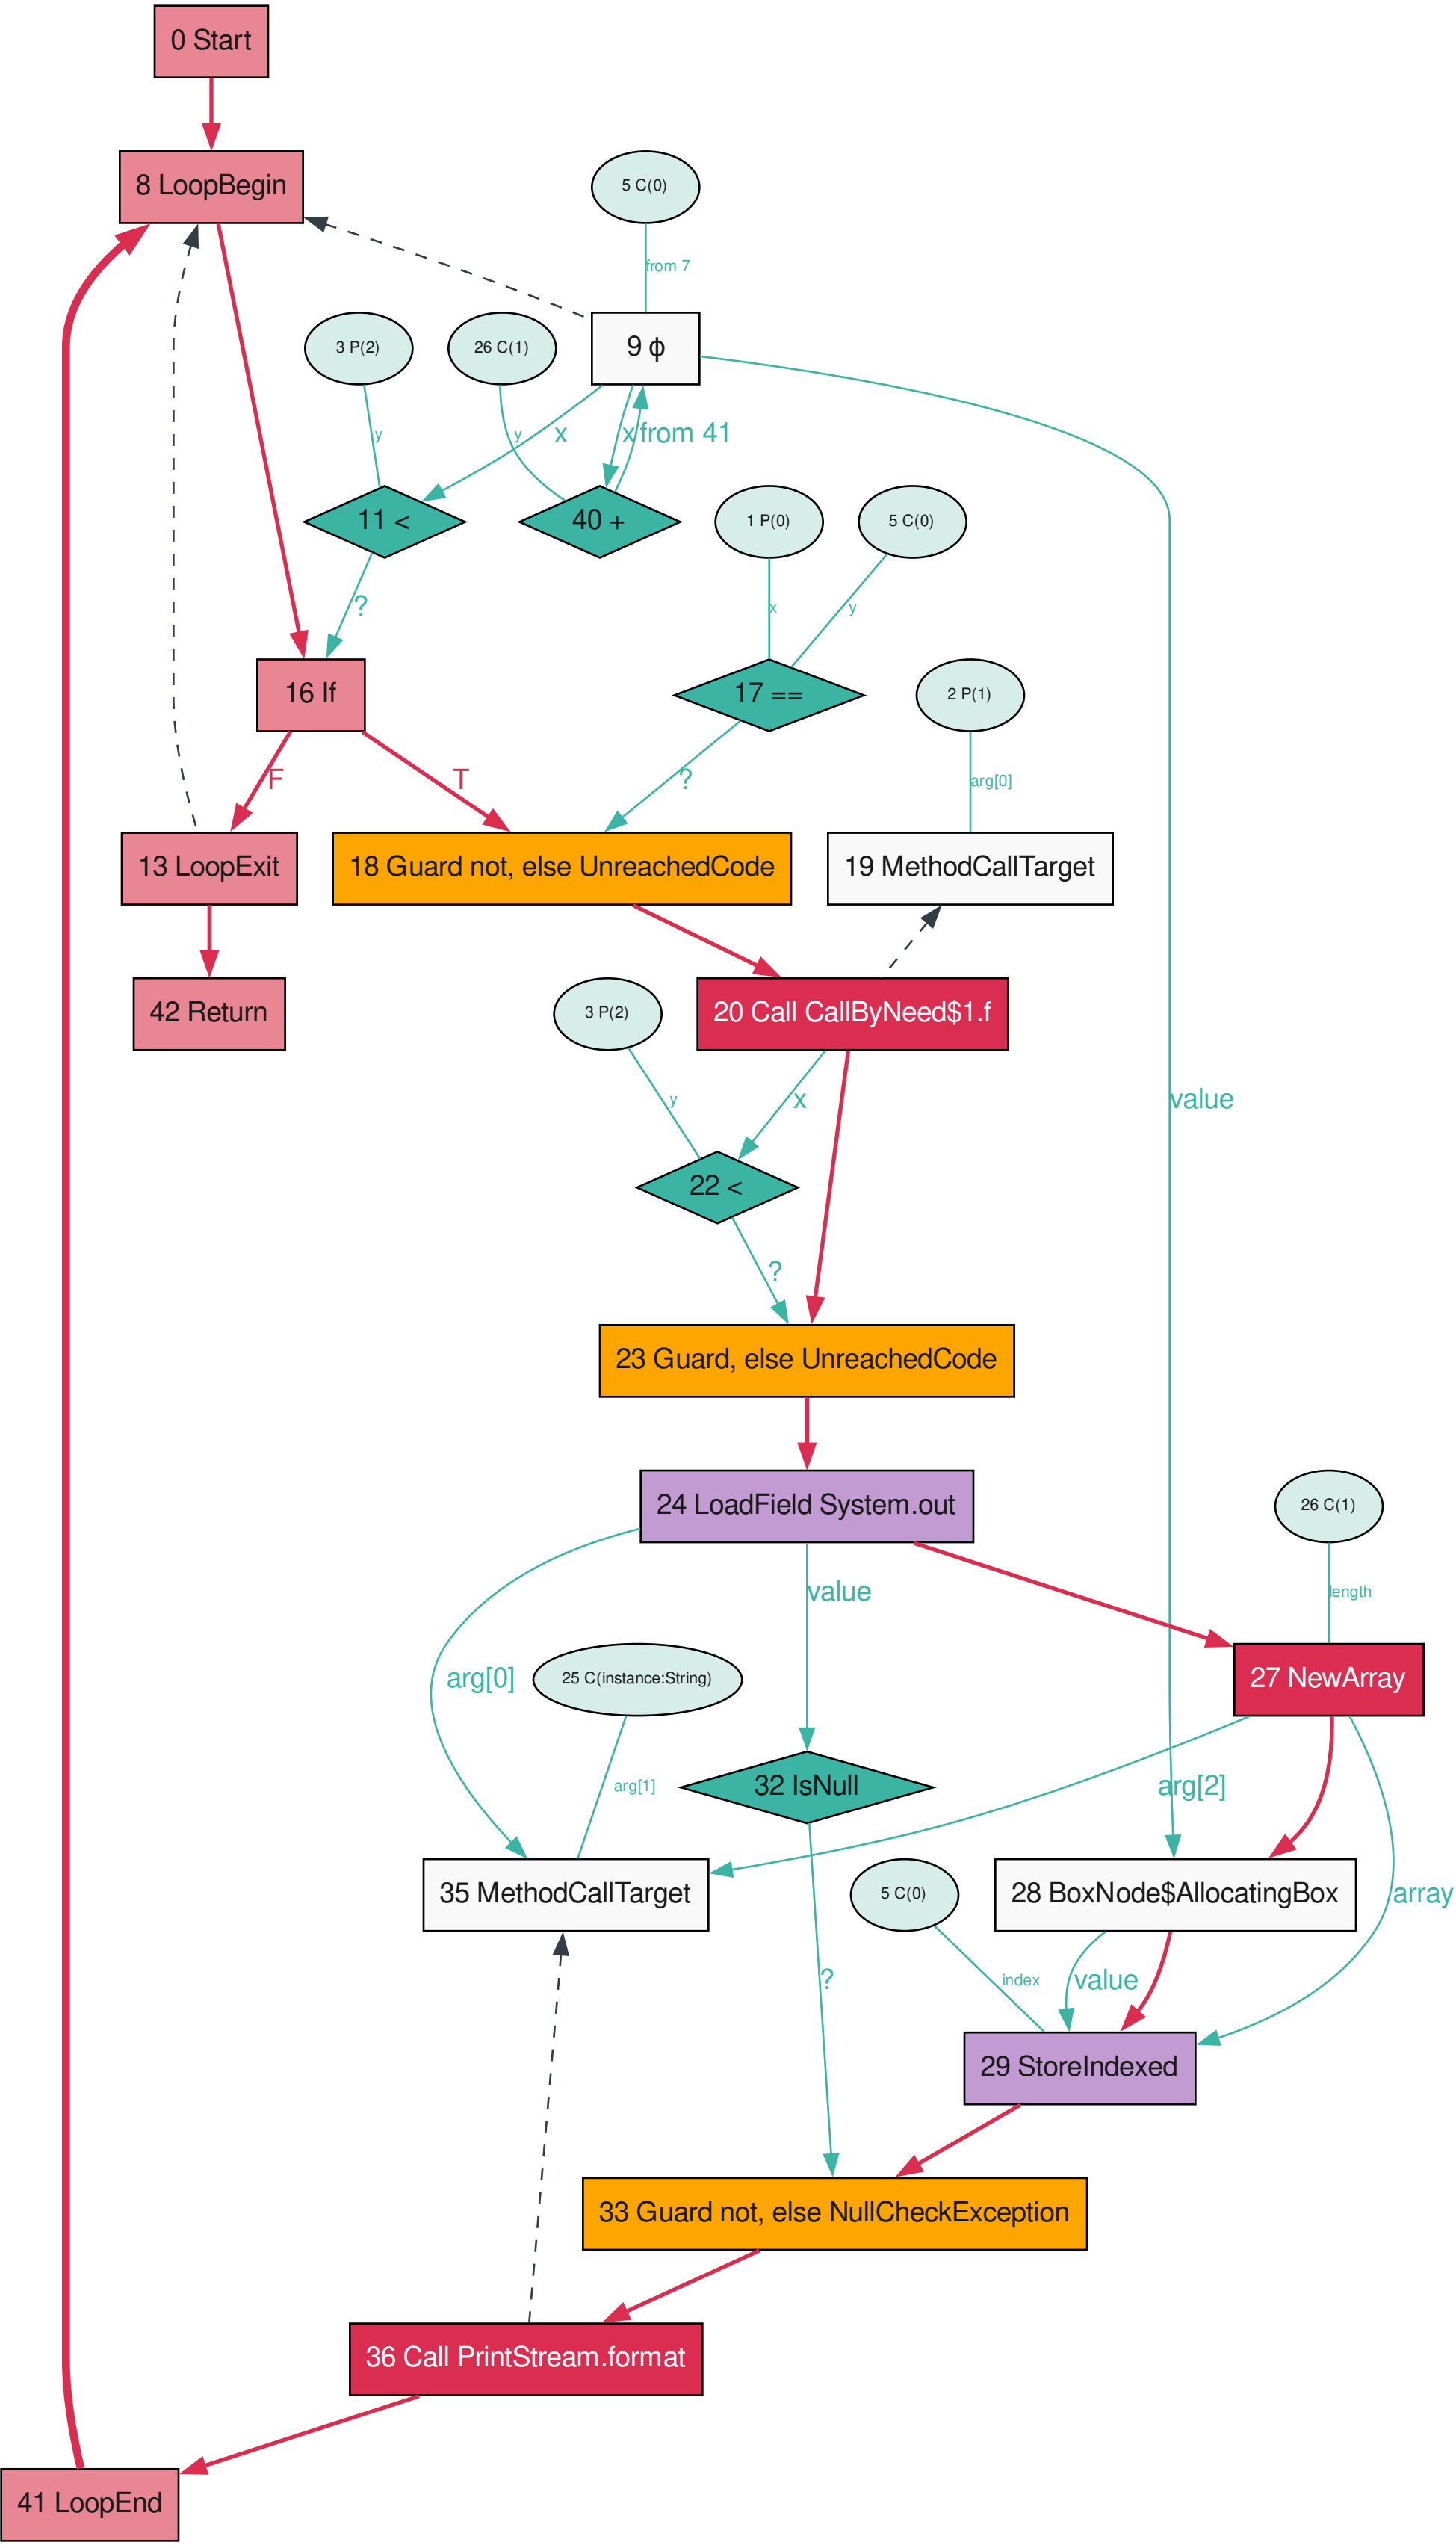 0 Start
8 LoopBegin
5 C(0)
from 7
3 P(2)
26 C(1)
9 ϕ
y
y
x
x
from 41
11 <
40 +
1 P(0)
5 C(0)
?
x
y
16 If
17 ==
2 P(1)
F
T
?
arg[0]
13 LoopExit
18 Guard not, else UnreachedCode
19 MethodCallTarget
42 Return
3 P(2)
20 Call CallByNeed$1.f
y
x
value
22 <
?
23 Guard, else UnreachedCode
24 LoadField System.out
26 C(1)
value
length
arg[0]
25 C(instance:String)
27 NewArray
arg[1]
32 IsNull
arg[2]
35 MethodCallTarget
5 C(0)
28 BoxNode$AllocatingBox
array
?
index
value
29 StoreIndexed
33 Guard not, else NullCheckException
36 Call PrintStream.format
41 LoopEnd